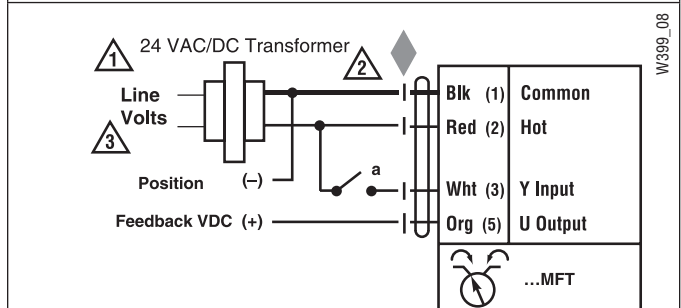 W399_08
1
24 VAC/DC Transformer
2
Line
Volts
3
Blk (1) Common
Red (2) Hot
Position (–)
a
Wht (3) Y Input
Feedback VDC (+)
Org (5) U Output
...MFT